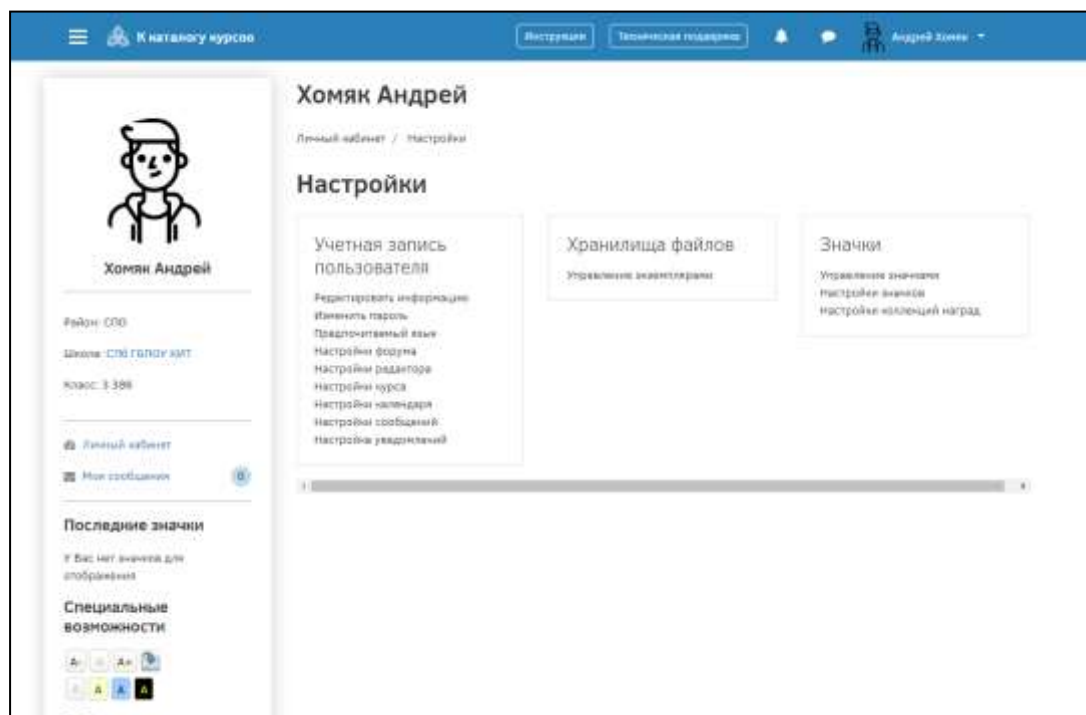 К каталогу курсов
Инструкции
Техническая поддержка
Андрей Хомяк
Хомяк Андрей
Личный кабинет / Настройки
Настройки
Учетная запись
пользователя
Редактировать информацию
Изменить пароль
Предпочитаемый язык
Настройки форума
Настройки редактора
Настройки курса
Настройки календаря
Настройки сообщений
Настройка уведомлений
Хранилища файлов
Управление экземплярами
Значки
Управление значками
Настройки значков
Настройки коллекций наград
Хомяк Андрей
Район: СПО
Школа: СПб ГБПОУ
Класс: 3 386
Личный кабинет
Мои сообщения
0
Последние значки
У Вас нет значков для
отображения
Специальные
возможности
A- A+
A A A